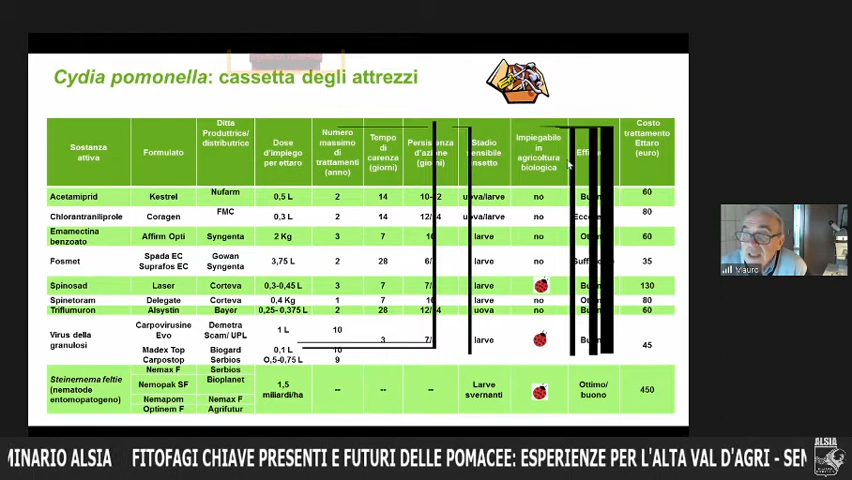 Cydia pomonella: cassetta degli attrezzi
Sostanza attiva Formulato Ditta Produttrice/ distributrice Dose d'impiego per ettaro Numero massimo di trattamenti (anno) Tempo di carenza (giorni) Persistenza d'azione (giorni) Stadio sensibile insetto Impiegabile in agricoltura biologica Costo trattamento Ettaro (euro)
Acetamiprid Kestrel Nufarm 0,5 L 2 14 uova/larve no 60
Chlorantraniliprole Coragen FMC 0,3 L 2 14 uova/larve no 80
Emamectina benzoato Affirm Opti Syngenta 2 Kg 3 7 larve no 60
Fosmet Spada EC Suprafos EC Gowan Syngenta 3,75 L 2 28 larve no 35
Spinosad Laser Corteva 0,3-0,45 L 3 7 larve 130
Spinetoram Delegate Corteva 0,4 Kg 1 7 larve no 80
Triflumuron Alsystin Bayer 0,25- 0,375 L 2 28 uova no 60
Virus della granulosi Carpovirusine Evo Demetra Scam/ UPL 1 L 10 3 larve 45
Madex Top Biogard 0,1 L 10
Carpostop Serbios 0,5-0,75 L 9
Steinernema feltie (nematode entomopatogeno) Nemax F Serbios 1,5 miliardi/ha -- -- -- Larve svernanti Ottimo/ buono 450
Nemopak SF Bioplanet
Nemapom Nemax F
Optinem F Agrifutur
Mauro
MINARIO ALSIA FITOFAGI CHIAVE PRESENTI E FUTURI DELLE POMACEE: ESPERIENZE PER L'ALTA VAL D'AGRI - SEN
ALSIA